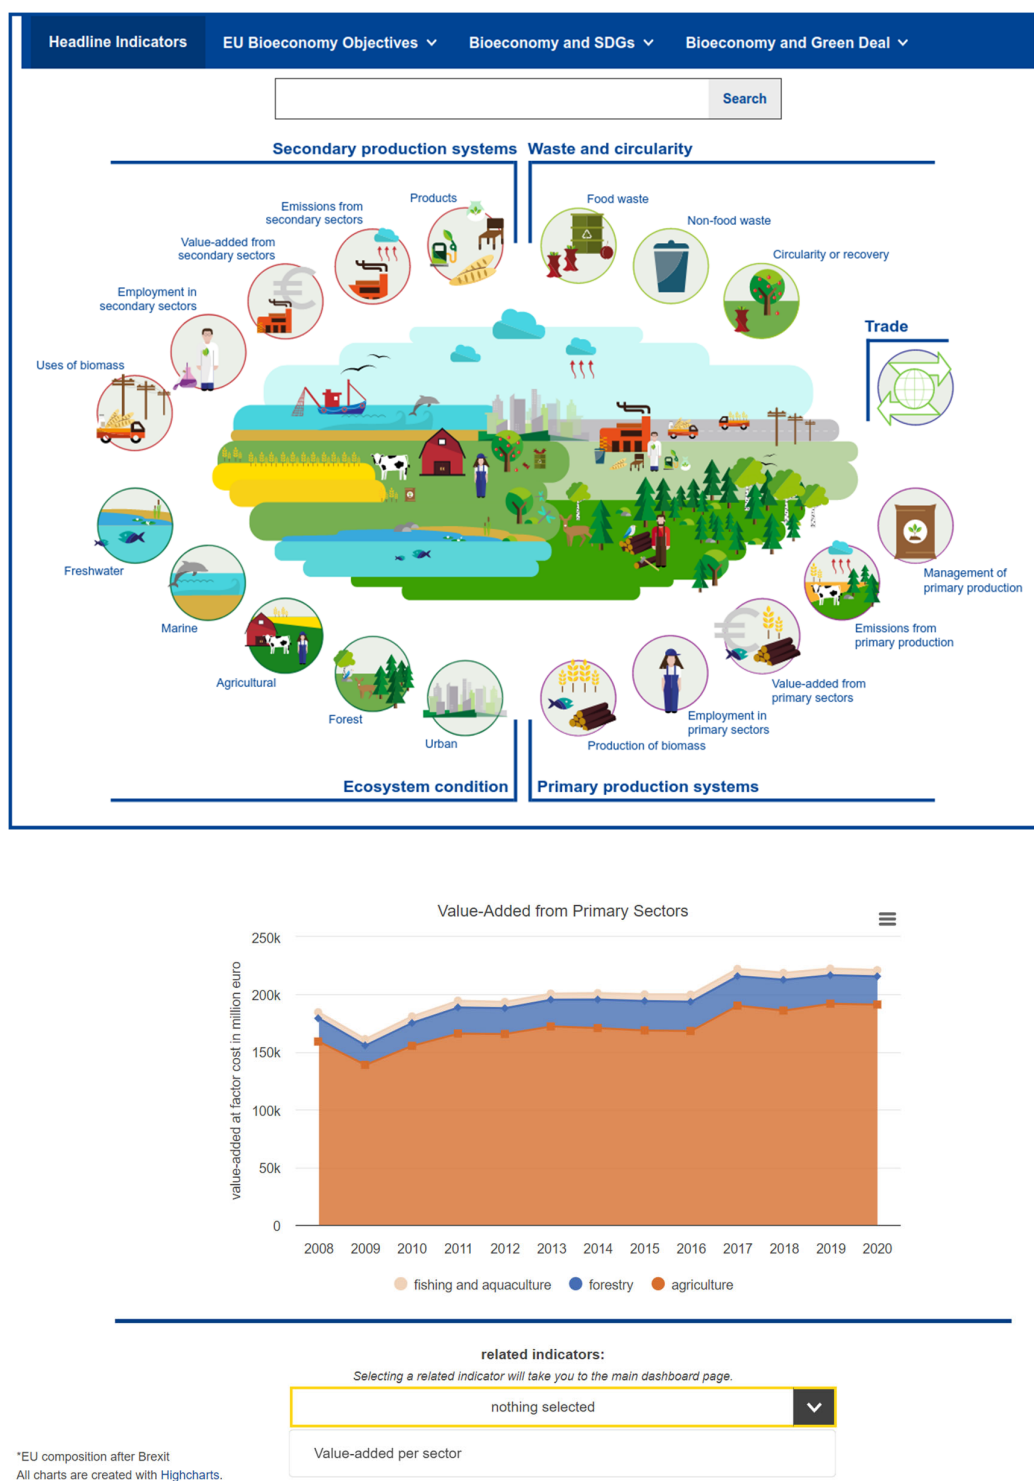 Headline Indicators
EU Bioeconomy Objectives
Bioeconomy and SDGs
Bioeconomy and Green Deal
Search
Secondary production systems
Waste and circularity
Products
Emissions from
secondary sectors
Value-added from
secondary sectors
Employment in
secondary sectors
Uses of biomass
Food waste
Non-food waste
Circularity or recovery
Trade
Freshwater
Marine
Agricultural
Forest
Urban
Management of
primary production
Emissions from
primary production
Value-added from
primary sectors
Employment in
primary sectors
Production of biomass
Ecosystem condition
Primary production systems
Value-Added from Primary Sectors
value-added at factor cost in million euro
250k
200k
150k
100k
50k
0
2008 2009 2010 2011 2012 2013 2014 2015 2016 2017 2018 2019 2020
fishing and aquaculture forestry agriculture
related indicators:
Selecting a related indicator will take you to the main dashboard page.
nothing selected
Value-added per sector
*EU composition after Brexit
All charts are created with Highcharts.